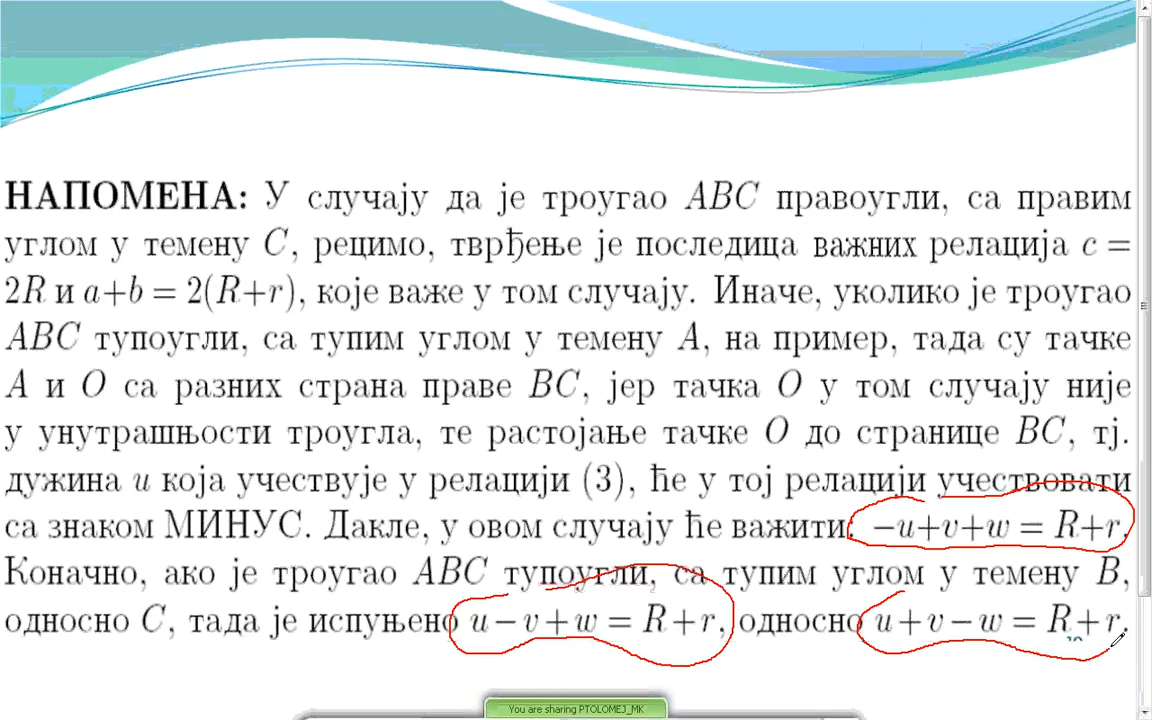 НАПОМЕНА: У случају да је троугао ABC правоугли, са правим
углом у темену C, рецимо, тврђење је последица важних релација c =
2R и a+b = 2(R+r), које важе у том случају. Иначе, уколико је троугао
ABC тупоугли, са тупим углом у темену A, на пример, тада су тачке
A и O са разних страна праве BC, јер тачка O у том случају није
у унутрашњости троугла, те растојање тачке O до странице BC, тј.
дужина u која учествује у релацији (3), ће у тој релацији учествовати
са знаком МИНУС. Дакле, у овом случају ће важити −u+v+w = R+r.
Коначно, ако је троугао ABC тупоугли, са тупим углом у темену B,
односно C, тада је испуњено u−v+w = R+r, односно u+v−w = R+r.
You are sharing PTOLOMEJ_MK